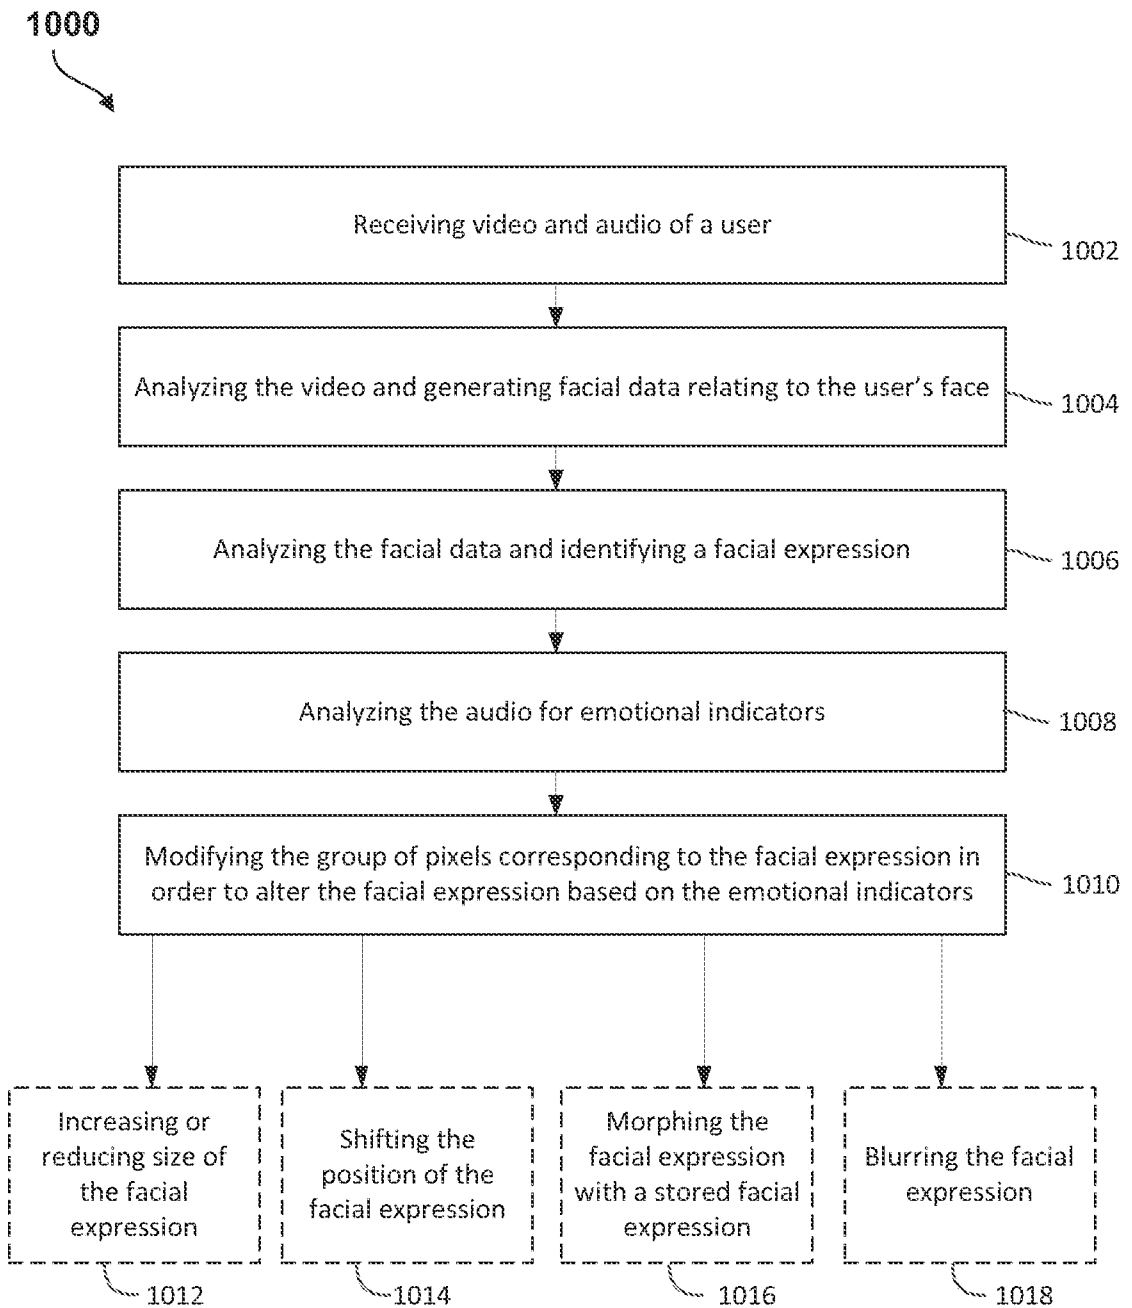 1000
Receiving video and audio of a user
1002
Analyzing the video and generating facial data relating to the user's face
1004
Analyzing the facial data and identifying a facial expression
1006
Analyzing the audio for emotional indicators
1008
Modifying the group of pixels corresponding to the facial expression in
order to alter the facial expression based on the emotional indicators
1010
Increasing or
reducing size of
the facial
expression
1012
Shifting the
position of the
facial expression
1014
Morphing the
facial expression
with a stored facial
expression
1016
Blurring the facial
expression
1018